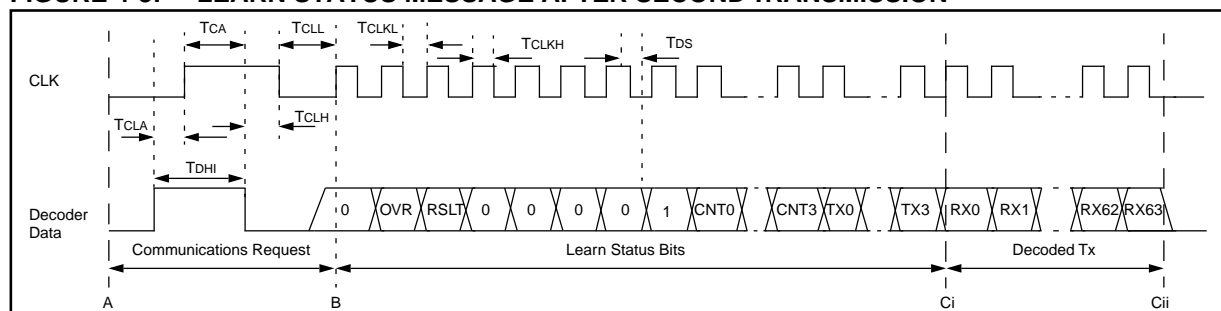 FIGURE LEARN STATUS MESSAGE AFTER SECOND TRANSMISSION
TCA TCLL TCLKL TCLKH TDS
CLK
TCLA TCLH
TDHI
Decoder
Data
0 OVR RSLT 0 0 0 0 1 CNT0 CNT3 TX0 TX3 RX0 RX1 RX62 RX63
Communications Request Learn Status Bits Decoded Tx
A B Ci Cii